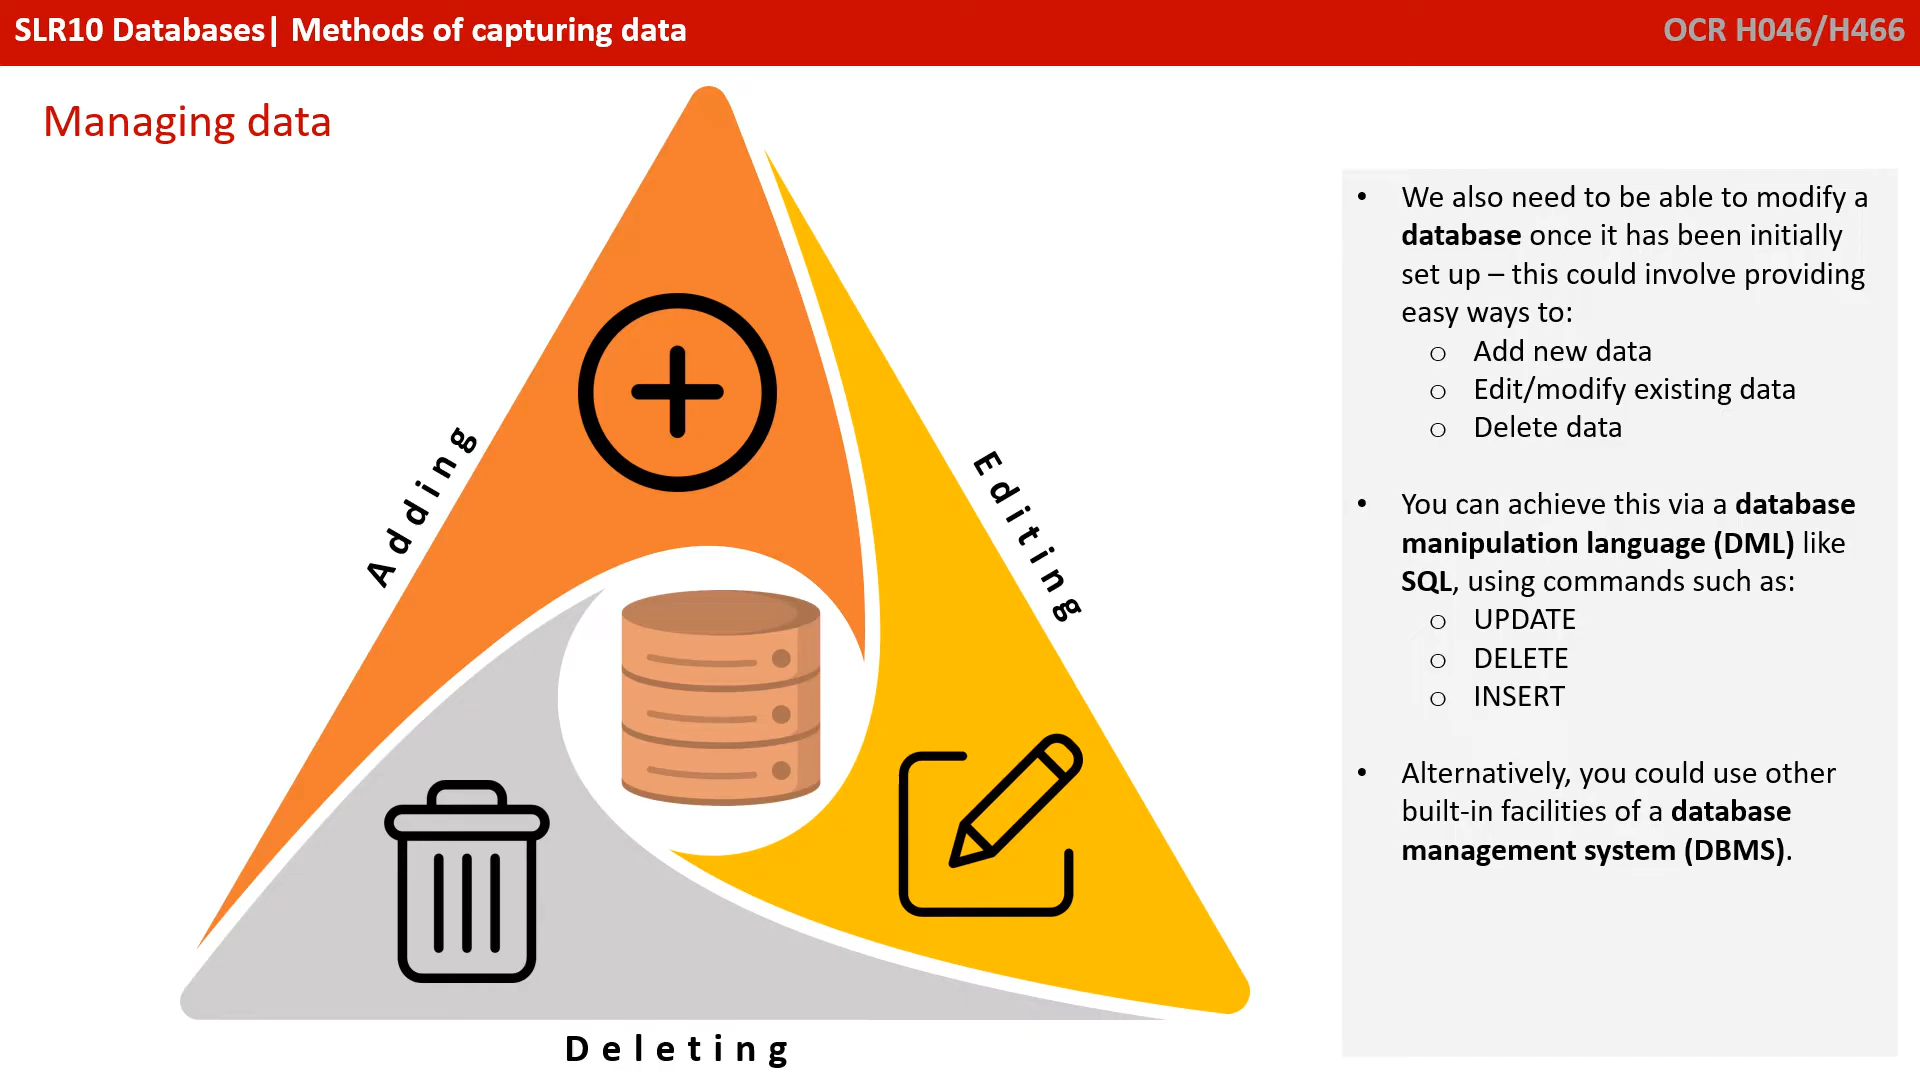 SLR10 Databases| Methods of capturing data
OCR H046/H466
Managing data
Adding
Editing
Deleting
• We also need to be able to modify a
database once it has been initially
set up – this could involve providing
easy ways to:
o Add new data
o Edit/modify existing data
o Delete data
• You can achieve this via a database
manipulation language (DML) like
SQL, using commands such as:
o UPDATE
o DELETE
o INSERT
• Alternatively, you could use other
built-in facilities of a database
management system (DBMS).